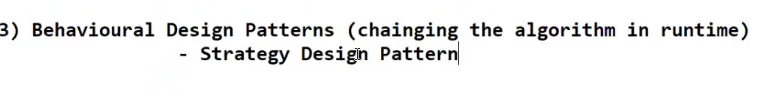 3) Behavioural Design Patterns (chainging the algorithm in runtime)
- Strategy Design Pattern